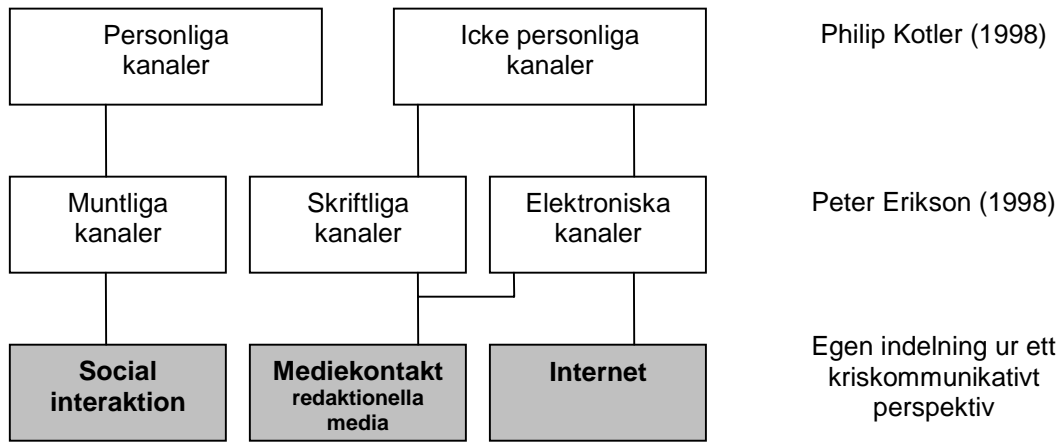 Personliga
kanaler
Icke personliga
kanaler
Philip Kotler (1998)
Muntliga
kanaler
Skriftliga
kanaler
Elektroniska
kanaler
Peter Erikson (1998)
Social
interaktion
Mediekontakt
redaktionella
media
Internet
Egen indelning ur ett
kriskommunikativt
perspektiv